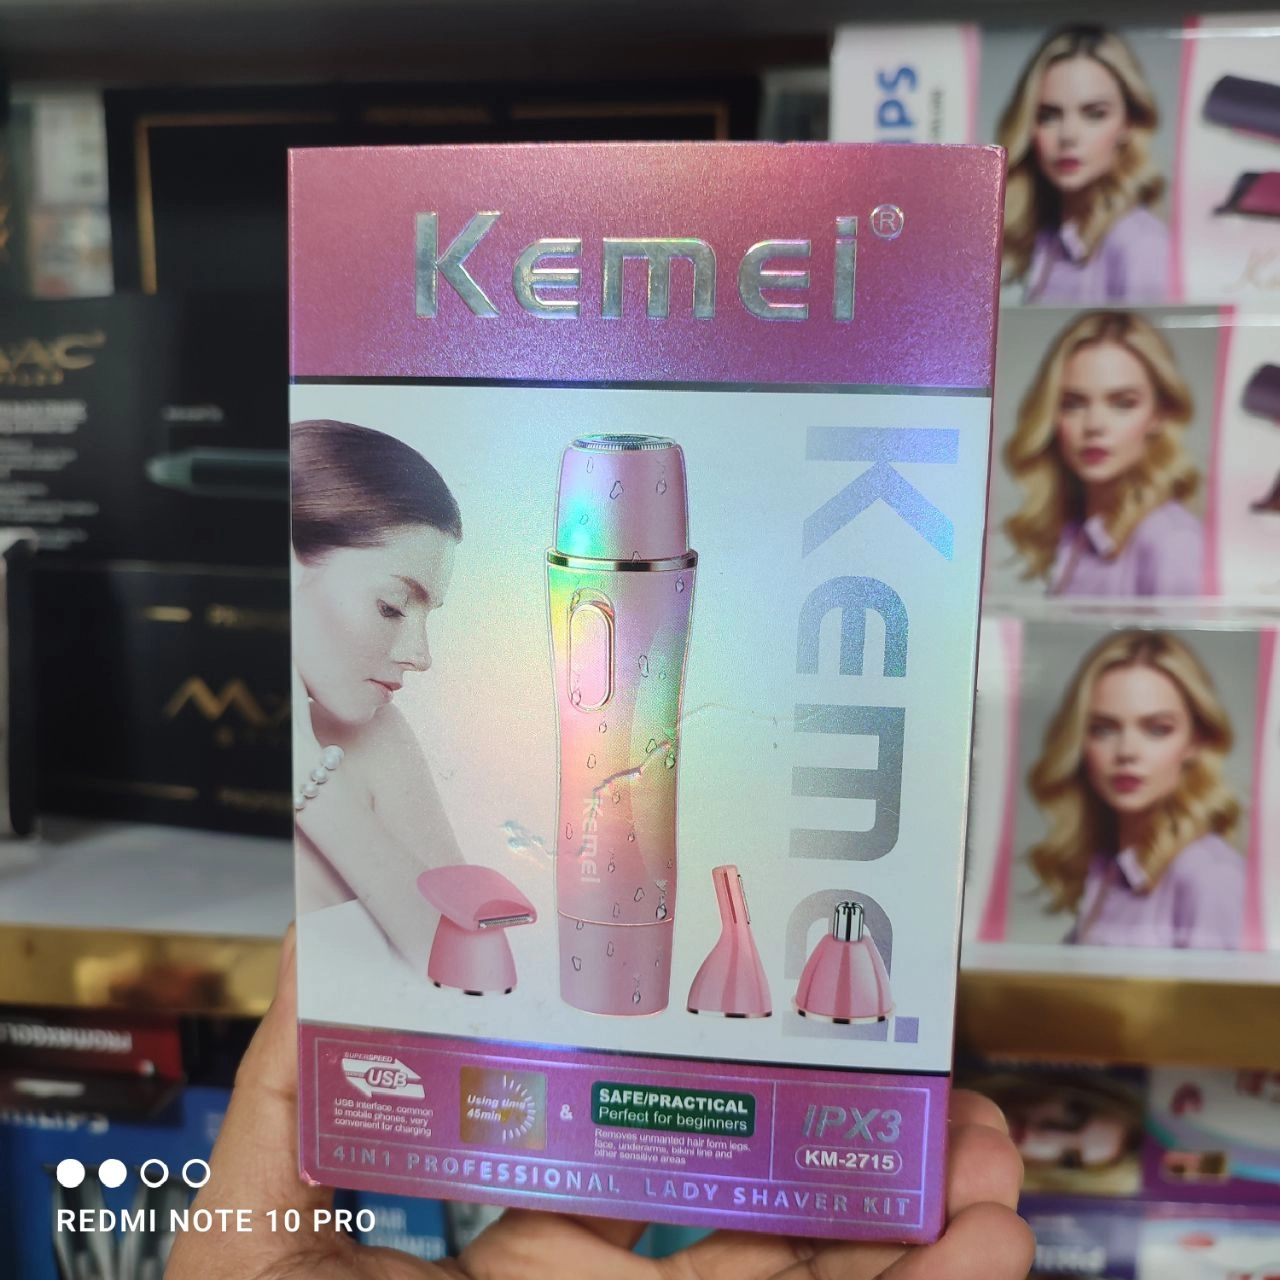 Kemei®
Kemei
Kemei
SUPERSPEED
USB
USB interface, common
to mobile phones, very
convenient for charging
Using time
45min
&
SAFE/PRACTICAL
Perfect for beginners
Removes unmanted hair form legs,
face, underarms, bikini line and
other sensitive areas
IPX3
KM-2715
4IN1 PROFESSIONAL LADY SHAVER KIT
REDMI NOTE 10 PRO